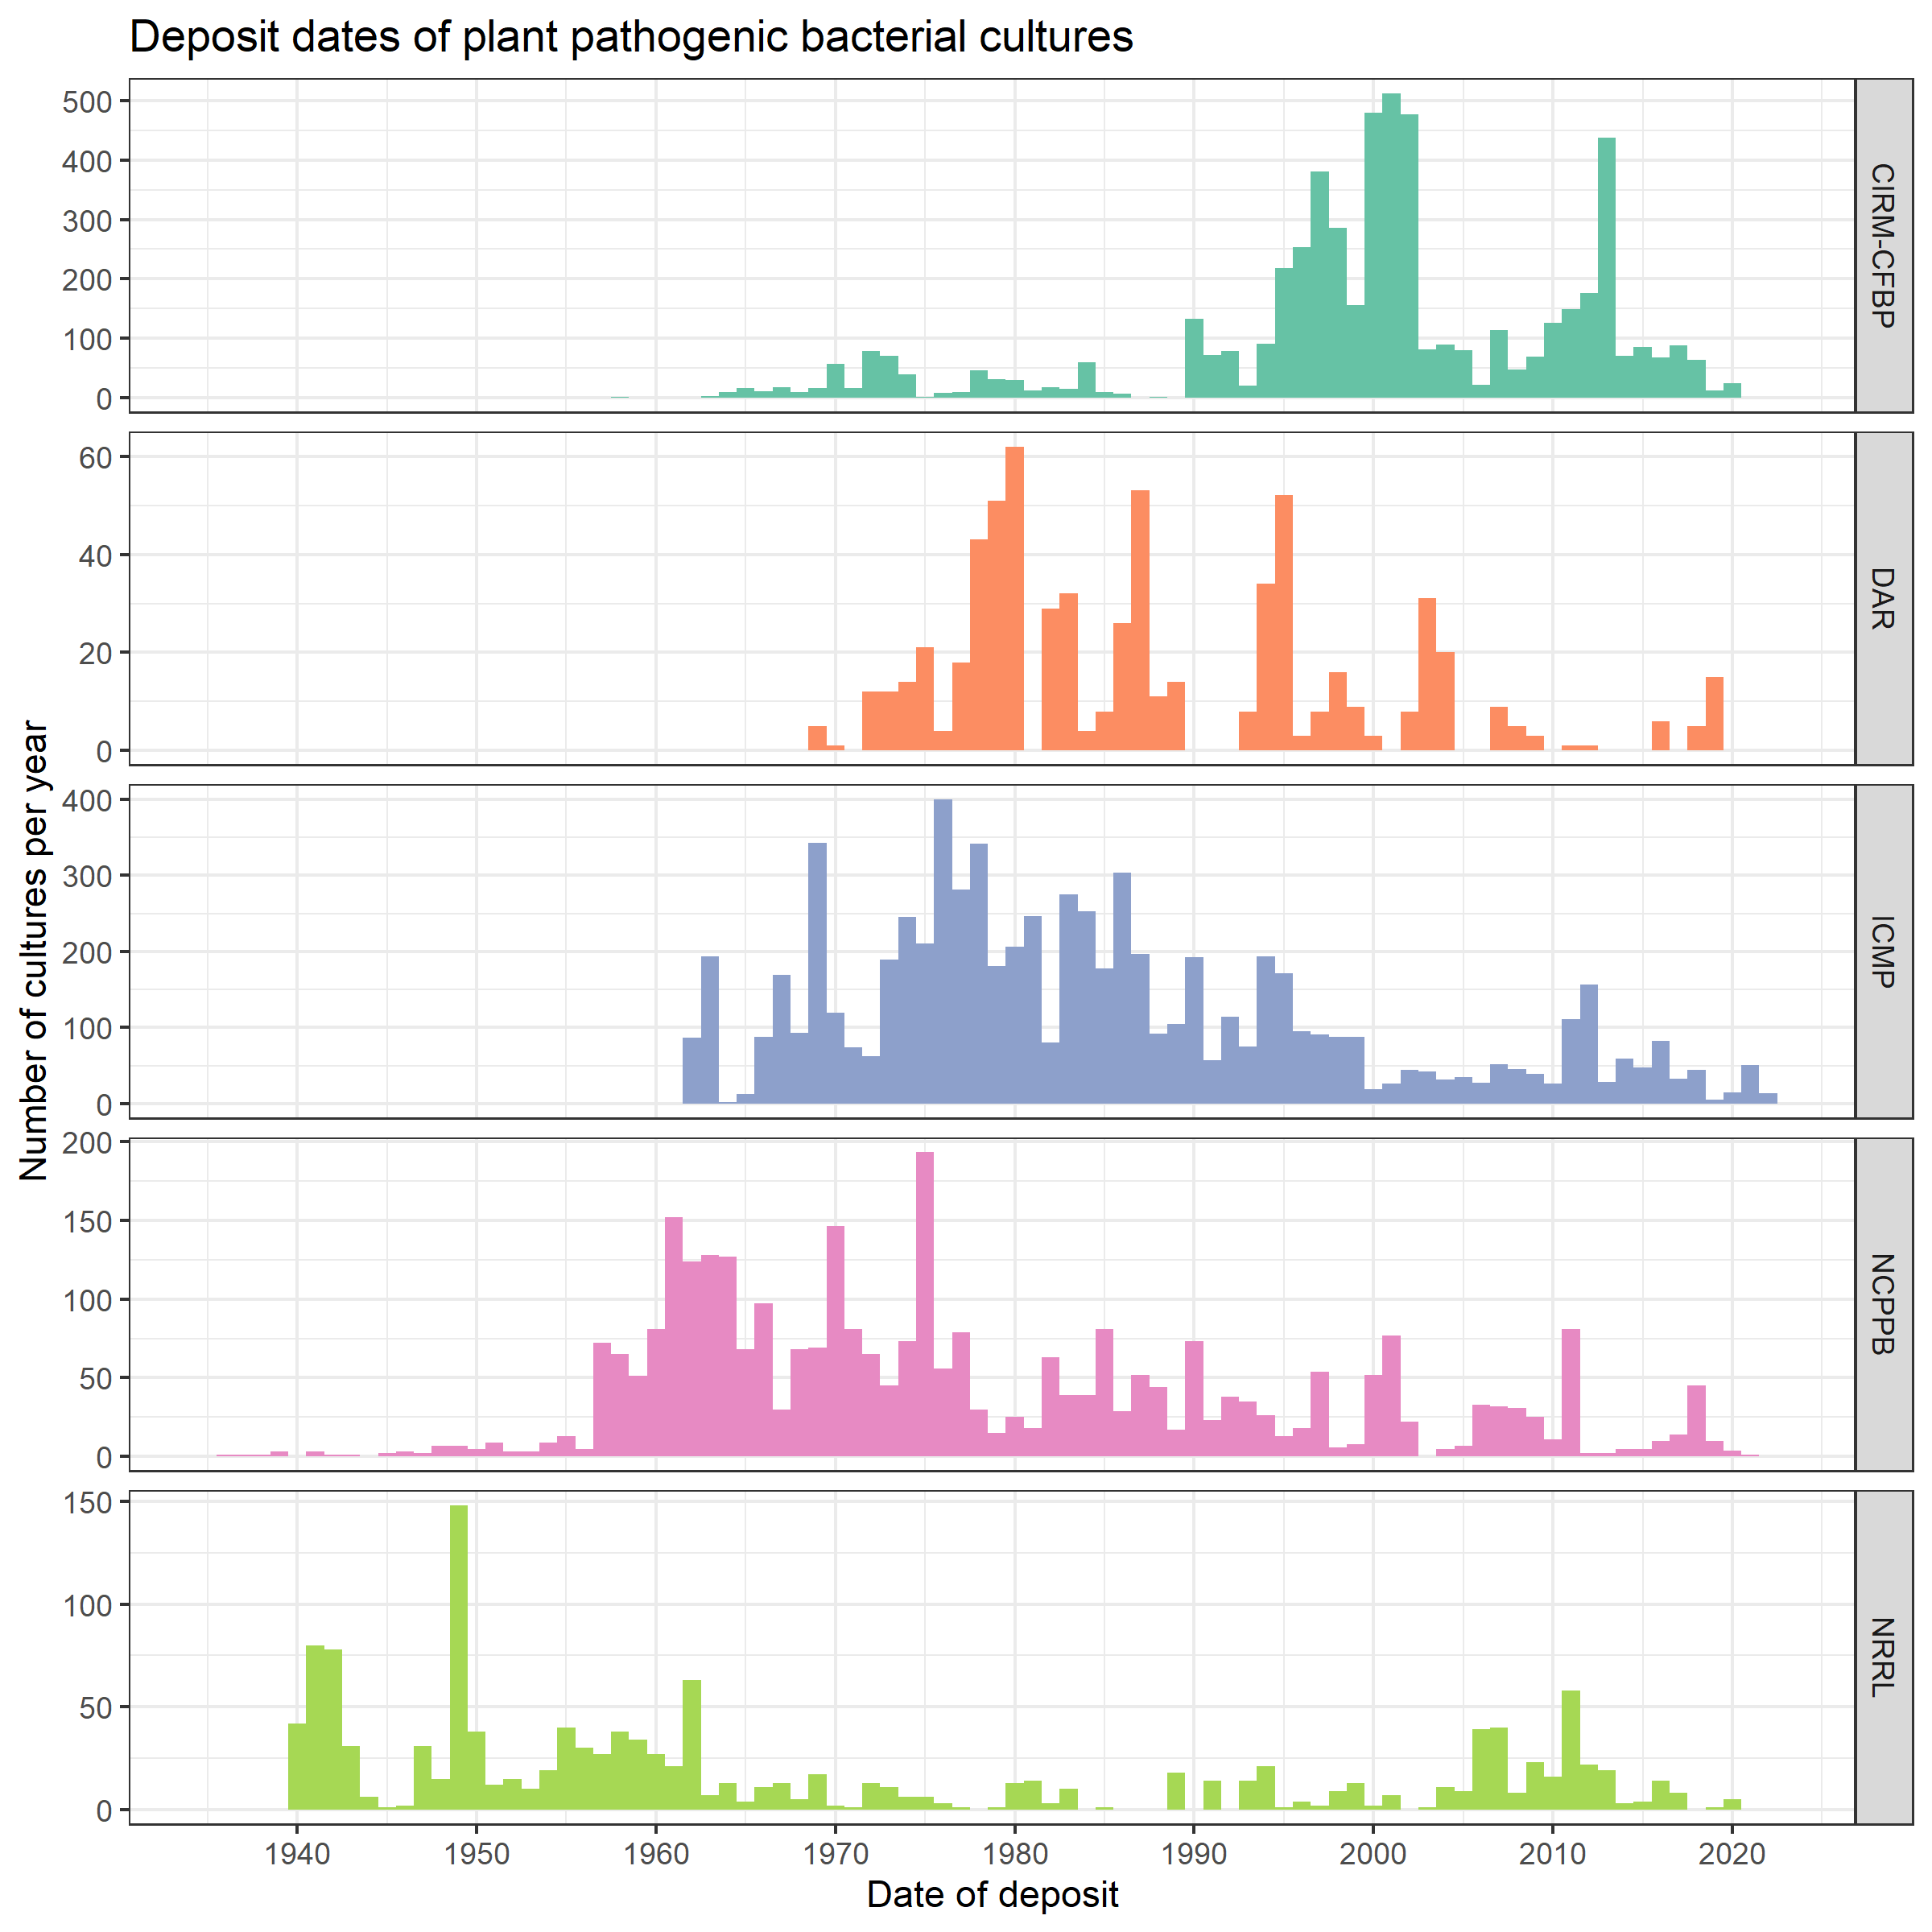 Deposit dates of plant pathogenic bacterial cultures
Number of cultures per year
500
400
300
200
100
0
CIRM-CFBP
60
40
20
0
DAR
400
300
200
100
0
ICMP
200
150
100
50
0
NCPPB
150
100
50
0
NRRL
1940 1950 1960 1970 1980 1990 2000 2010 2020
Date of deposit